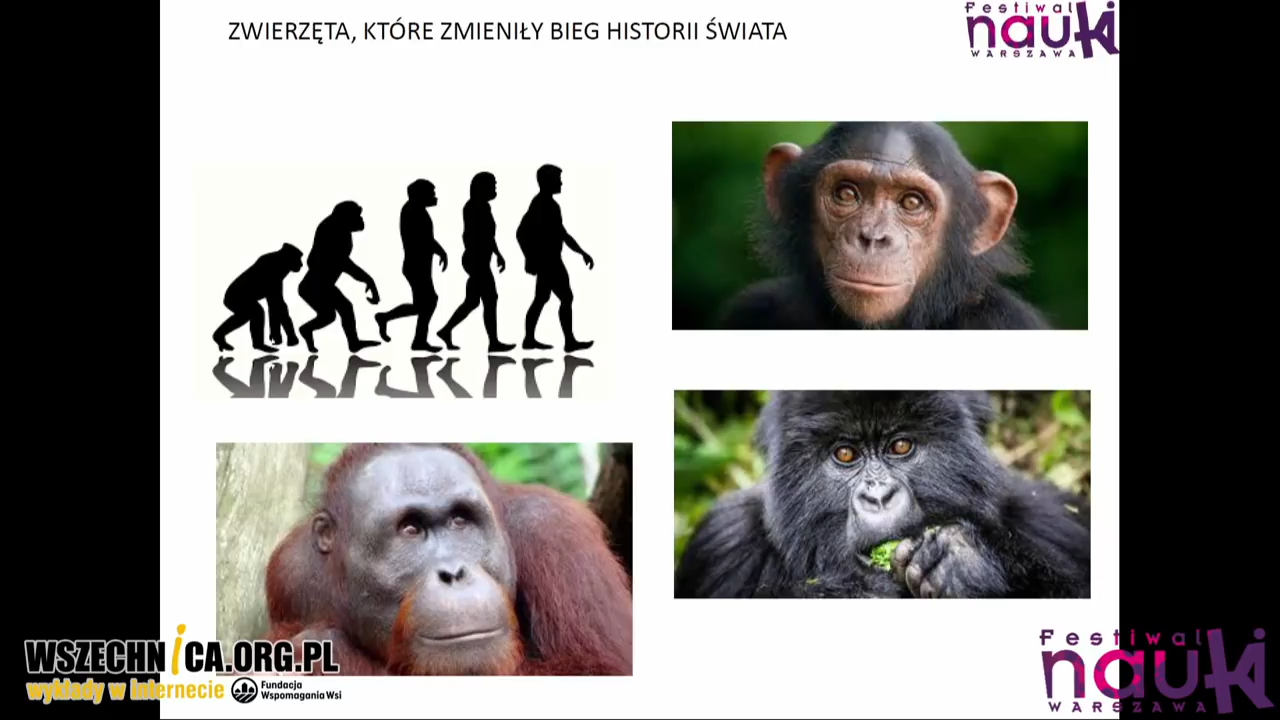 ZWIERZĘTA, KTÓRE ZMIENIŁY BIEG HISTORII ŚWIATA
Festiwal
nauki
WARSZAWA
WSZECHNiCA.ORG.PL
wykłady w internecie
Fundacja
Wspomagania Wsi
Festiwal
nauki
WARSZAWA